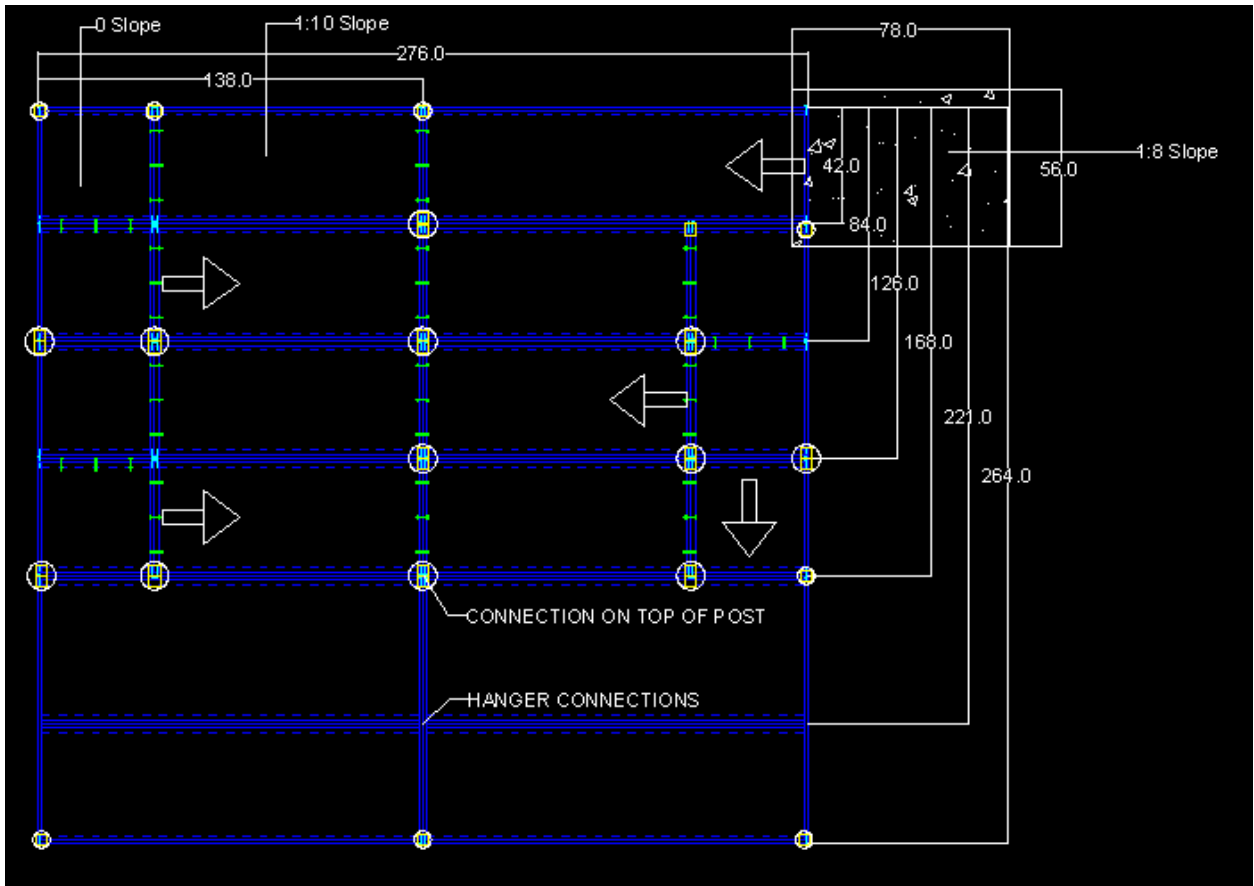 0 Slope
1:10 Slope
78.0
276.0
138.0
1:8 Slope
42.0
56.0
84.0
126.0
168.0
221.0
264.0
CONNECTION ON TOP OF POST
HANGER CONNECTIONS